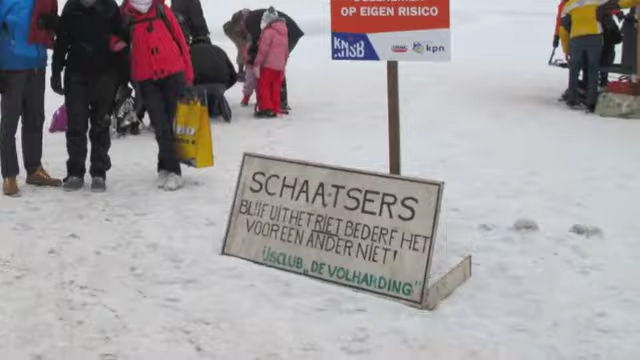 OP EIGEN RISICO
KNSB
kpn
SCHAATSERS
BLIJF UIT HET RIET BEDERF HET
VOOR EEN ANDER NIET!
IJSCLUB „DE VOLHARDING"